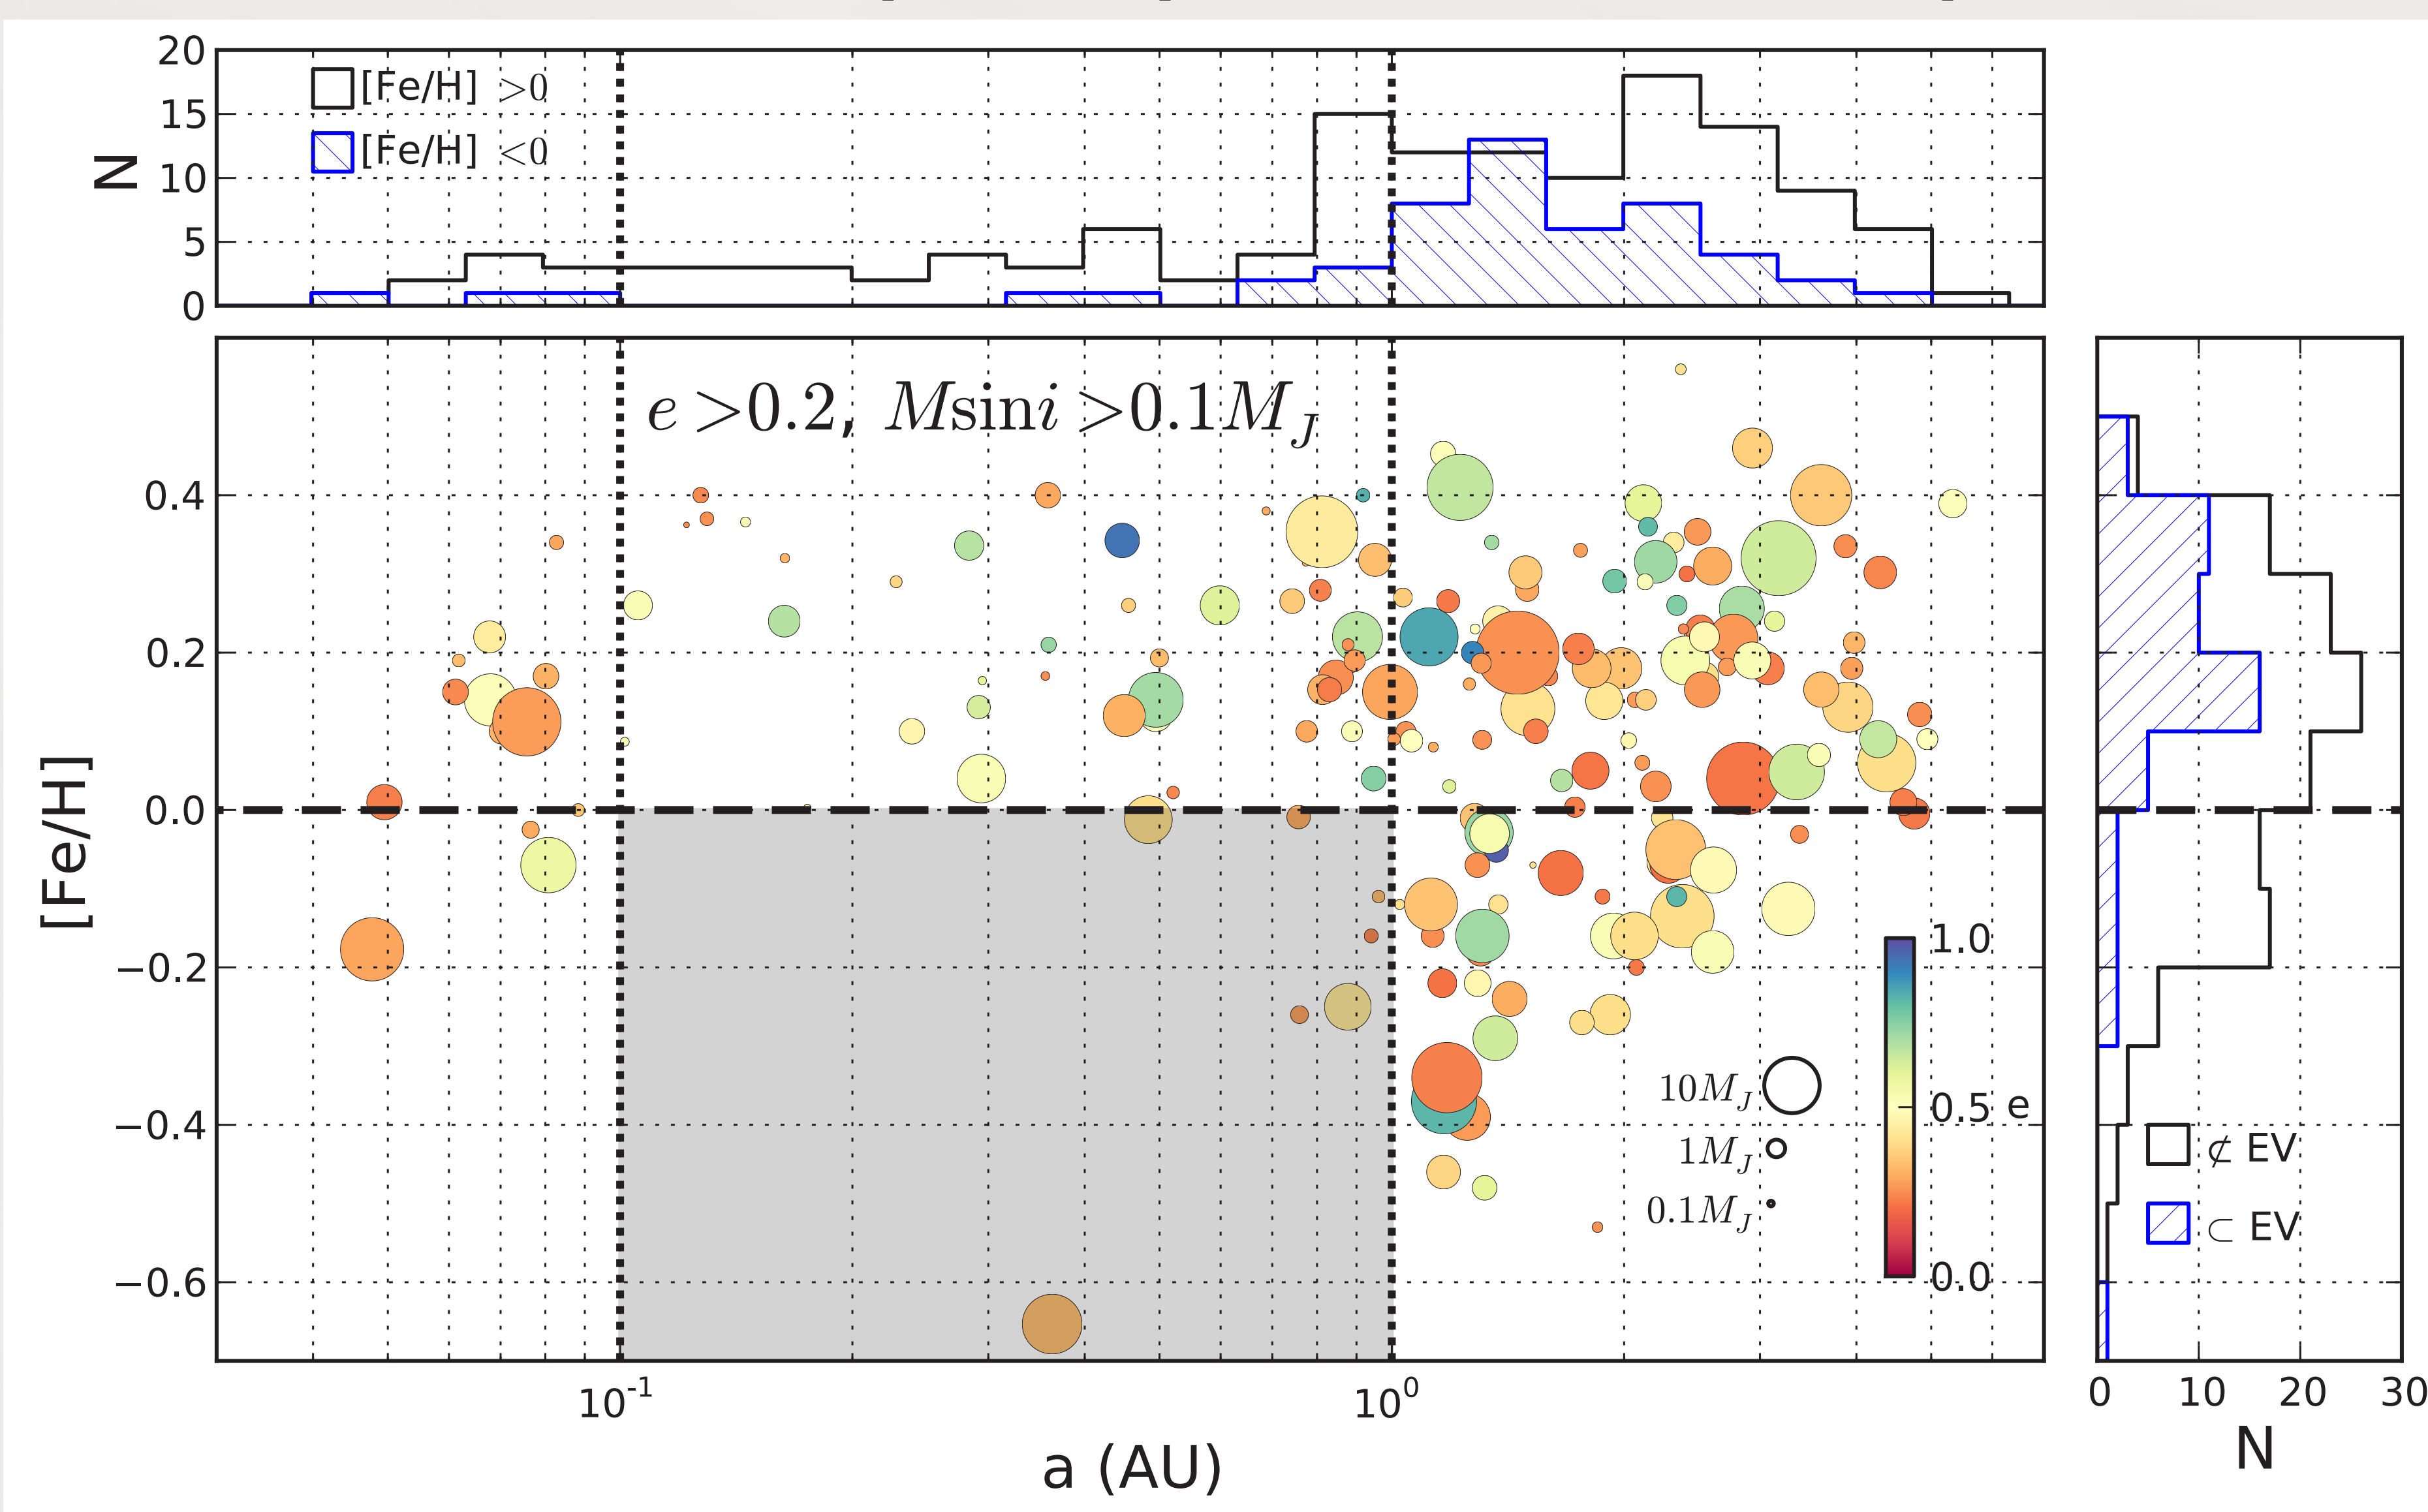 20
15
10
5
0
N
[Fe/H] >0
[Fe/H] <0
e >0.2, Msini >0.1M_J
0.4
0.2
0.0
−0.2
−0.4
−0.6
[Fe/H]
10^-1
10^0
a (AU)
10M_J
1M_J
0.1M_J
1.0
0.5 e
0.0
⊄ EV
⊂ EV
0 10 20 30
N